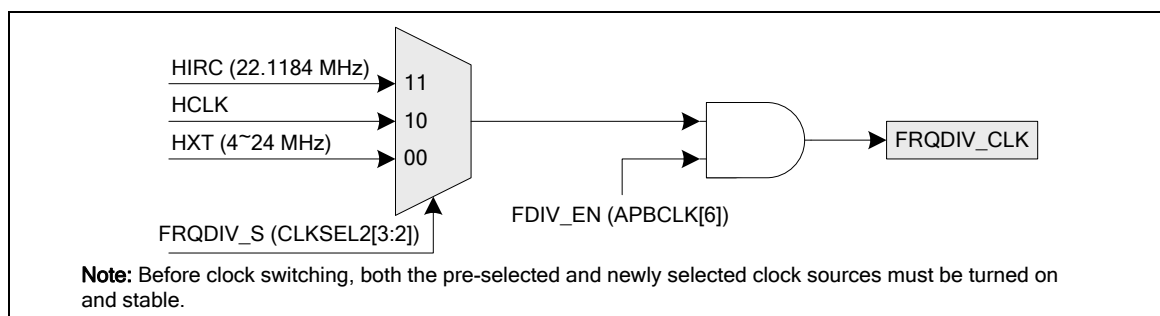 HIRC (22.1184 MHz)
11
HCLK
10
HXT (4~24 MHz)
00
FRQDIV_CLK
FDIV_EN (APBCLK[6])
FRQDIV_S (CLKSEL2[3:2])
Note: Before clock switching, both the pre-selected and newly selected clock sources must be turned on
and stable.